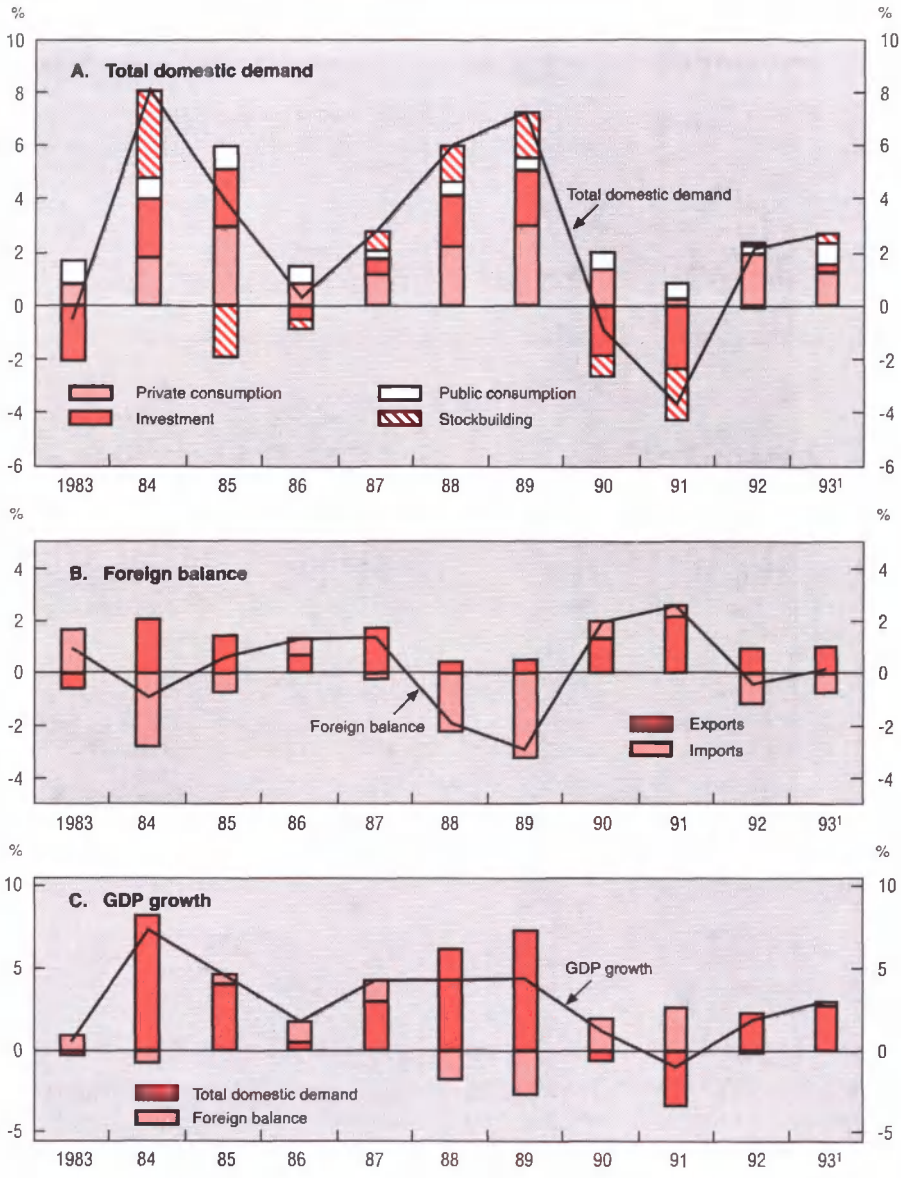 % %
10 10
A. Total domestic demand
8 8
6 6
4 4
Total domestic demand
2 2
0 0
-2 -2
Private consumption Public consumption
-4 -4
Investment Stockbuilding
-6 -6
1983 84 85 86 87 88 89 90 91 92 93¹
% %
B. Foreign balance
4 4
2 2
0 0
Foreign balance Exports
-2 -2
Imports
-4 -4
1983 84 85 86 87 88 89 90 91 92 93¹
% %
10 10
C. GDP growth
GDP growth
5 5
0 0
Total domestic demand
Foreign balance
-5 -5
1983 84 85 86 87 88 89 90 91 92 93¹